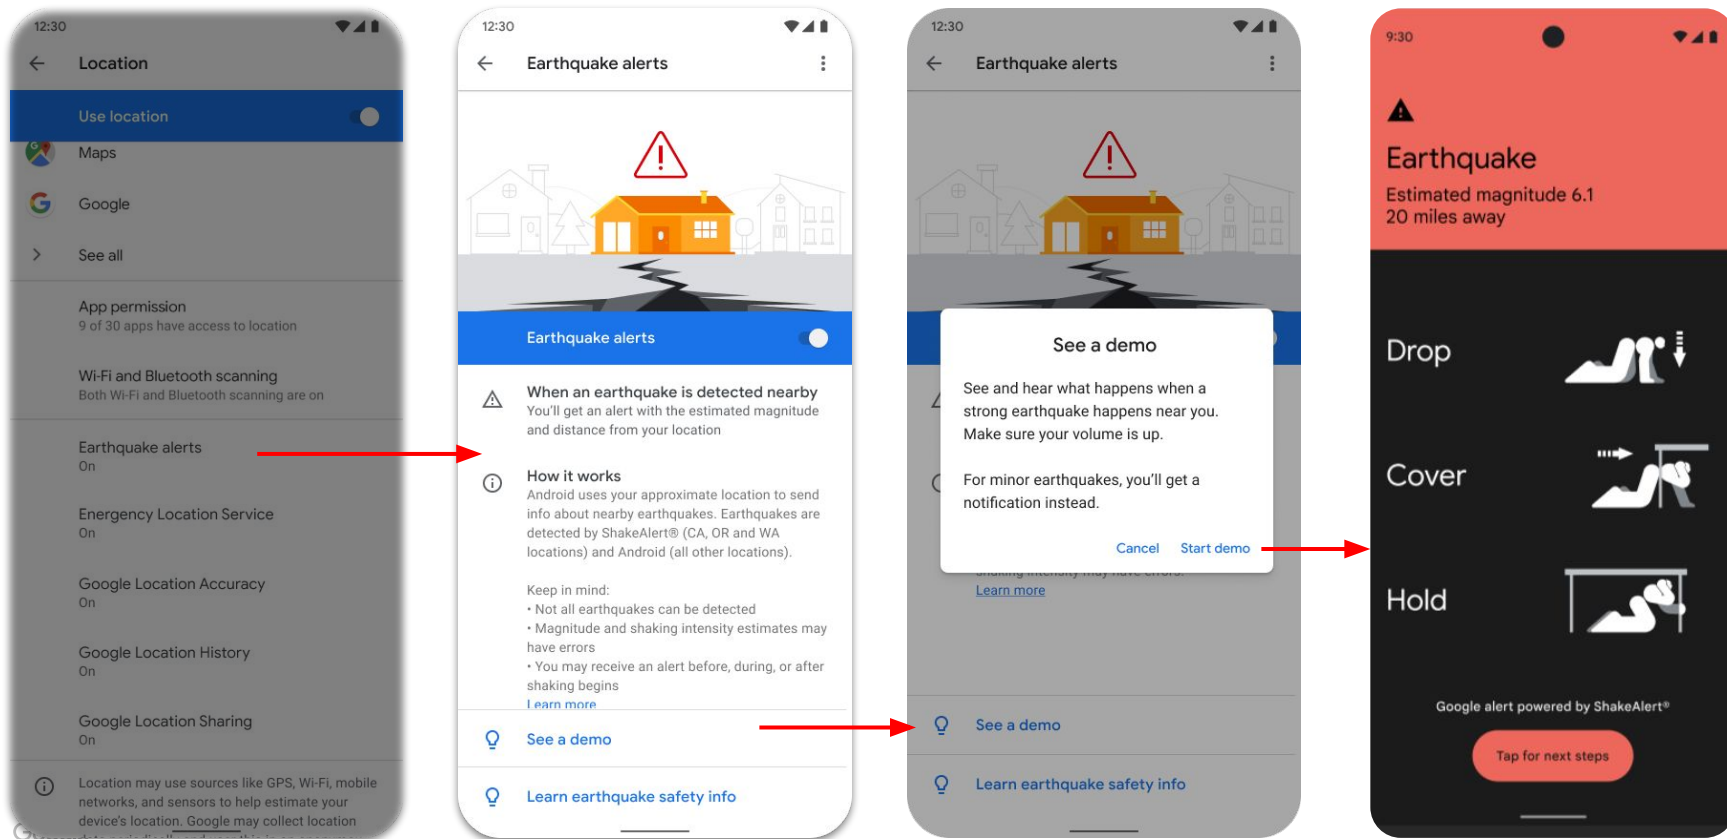 12:30
Location
Use location
Maps
Google
See all
App permission
9 of 30 apps have access to location
Wi-Fi and Bluetooth scanning
Both Wi-Fi and Bluetooth scanning are on
Earthquake alerts
On
Energency Location Service
On
Google Location Accuracy
On
Google Location History
On
Google Location Sharing
On
Location may use sources like GPS, Wi-Fi, mobile
networks, and sensors to help estimate your
device's location. Google may collect location
12:30
Earthquake alerts
Earthquake alerts
When an earthquake is detected nearby
You'll get an alert with the estimated magnitude
and distance from your location
How it works
Android uses your approximate location to send
info about nearby earthquakes. Earthquakes are
detected by ShakeAlert® (CA, OR and WA
locations) and Android (all other locations).
Keep in mind:
• Not all earthquakes can be detected
• Magnitude and shaking intensity estimates may
have errors
• You may receive an alert before, during, or after
shaking begins
Learn more
See a demo
Learn earthquake safety info
12:30
Earthquake alerts
See a demo
See and hear what happens when a
strong earthquake happens near you.
Make sure your volume is up.
For minor earthquakes, you'll get a
notification instead.
Cancel Start demo
shaking intensity may have errors.
Learn more
See a demo
Learn earthquake safety info
9:30
Earthquake
Estimated magnitude 6.1
20 miles away
Drop
Cover
Hold
Google alert powered by ShakeAlert®
Tap for next steps